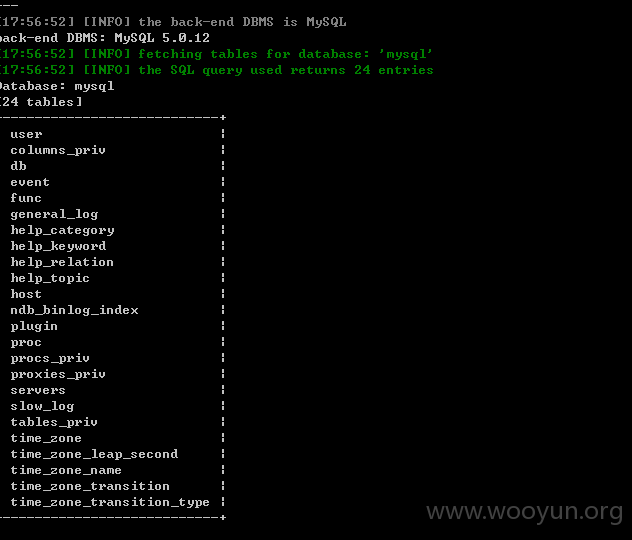 ---
[17:56:52] [INFO] the back-end DBMS is MySQL
back-end DBMS: MySQL 5.0.12
[17:56:52] [INFO] fetching tables for database: 'mysql'
[17:56:52] [INFO] the SQL query used returns 24 entries
Database: mysql
[24 tables]
+---------------------------+
user
columns_priv
db
event
func
general_log
help_category
help_keyword
help_relation
help_topic
host
ndb_binlog_index
plugin
proc
procs_priv
proxies_priv
servers
slow_log
tables_priv
time_zone
time_zone_leap_second
time_zone_name
time_zone_transition
time_zone_transition_type
+---------------------------+
www.wooyun.org